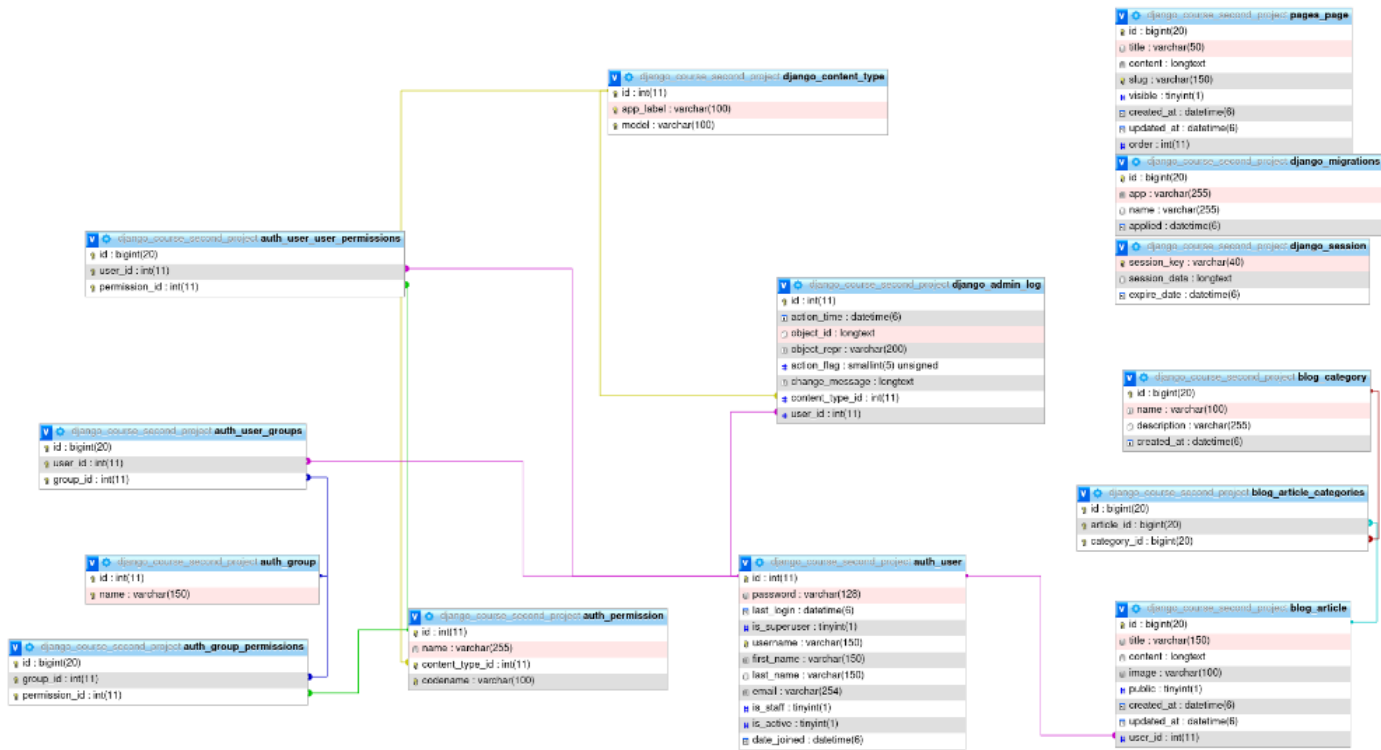 django_course_second_project pages_page
id : bigint(20)
title : varchar(50)
content : longtext
slug : varchar(150)
visible : tinyint(1)
created_at : datetime(6)
updated_at : datetime(6)
order : int(11)
django_course_second_project django_content_type
id : int(11)
app_label : varchar(100)
model : varchar(100)
django_course_second_project django_migrations
id : bigint(20)
app : varchar(255)
name : varchar(255)
applied : datetime(6)
django_course_second_project auth_user_user_permissions
id : bigint(20)
user_id : int(11)
permission_id : int(11)
django_course_second_project django_session
session_key : varchar(40)
session_data : longtext
expire_date : datetime(6)
django_course_second_project django_admin_log
id : int(11)
action_time : datetime(6)
object_id : longtext
object_repr : varchar(200)
action_flag : smallint(5) unsigned
change_message : longtext
content_type_id : int(11)
user_id : int(11)
django_course_second_project blog_category
id : bigint(20)
name : varchar(100)
description : varchar(255)
created_at : datetime(6)
django_course_second_project auth_user_groups
id : bigint(20)
user_id : int(11)
group_id : int(11)
django_course_second_project blog_article_categories
id : bigint(20)
article_id : bigint(20)
category_id : bigint(20)
django_course_second_project auth_group
id : int(11)
name : varchar(150)
django_course_second_project auth_user
id : int(11)
password : varchar(128)
last_login : datetime(6)
is_superuser : tinyint(1)
username : varchar(150)
first_name : varchar(150)
last_name : varchar(150)
email : varchar(254)
is_staff : tinyint(1)
is_active : tinyint(1)
date_joined : datetime(6)
django_course_second_project auth_permission
id : int(11)
name : varchar(255)
content_type_id : int(11)
codename : varchar(100)
django_course_second_project blog_article
id : bigint(20)
title : varchar(150)
content : longtext
image : varchar(100)
public : tinyint(1)
created_at : datetime(6)
updated_at : datetime(6)
user_id : int(11)
django_course_second_project auth_group_permissions
id : bigint(20)
group_id : int(11)
permission_id : int(11)